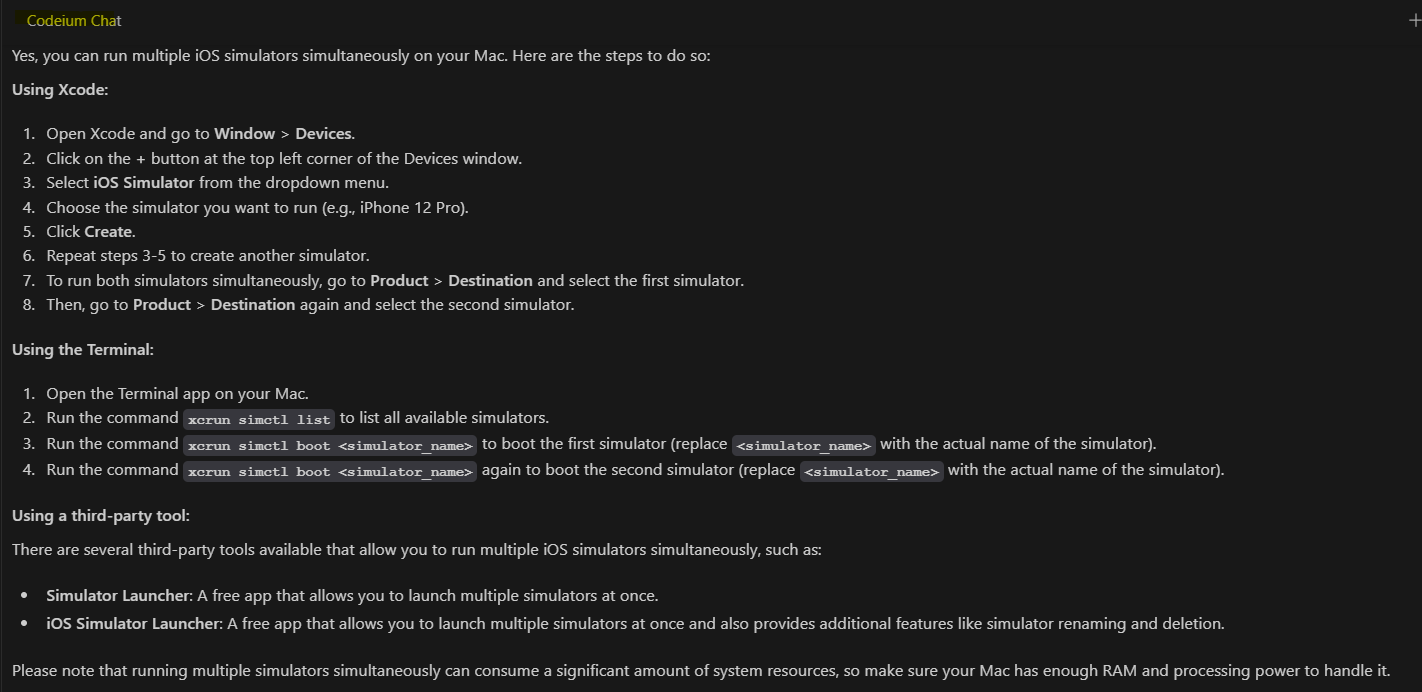 Codeium Chat
Yes, you can run multiple iOS simulators simultaneously on your Mac. Here are the steps to do so:
Using Xcode:
1. Open Xcode and go to Window > Devices.
2. Click on the + button at the top left corner of the Devices window.
3. Select iOS Simulator from the dropdown menu.
4. Choose the simulator you want to run (e.g., iPhone 12 Pro).
5. Click Create.
6. Repeat steps 3-5 to create another simulator.
7. To run both simulators simultaneously, go to Product > Destination and select the first simulator.
8. Then, go to Product > Destination again and select the second simulator.
Using the Terminal:
1. Open the Terminal app on your Mac.
2. Run the command xcrun simctl list to list all available simulators.
3. Run the command xcrun simctl boot <simulator_name> to boot the first simulator (replace <simulator_name> with the actual name of the simulator).
4. Run the command xcrun simctl boot <simulator_name> again to boot the second simulator (replace <simulator_name> with the actual name of the simulator).
Using a third-party tool:
There are several third-party tools available that allow you to run multiple iOS simulators simultaneously, such as:
• Simulator Launcher: A free app that allows you to launch multiple simulators at once.
• iOS Simulator Launcher: A free app that allows you to launch multiple simulators at once and also provides additional features like simulator renaming and deletion.
Please note that running multiple simulators simultaneously can consume a significant amount of system resources, so make sure your Mac has enough RAM and processing power to handle it.